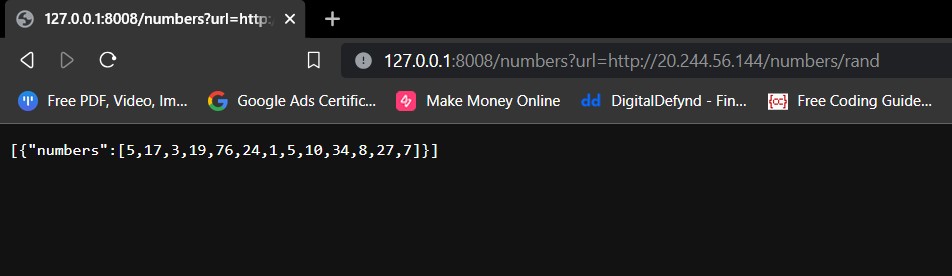 127.0.0.1:8008/numbers?url=http:
127.0.0.1:8008/numbers?url=http://20.244.56.144/numbers/rand
Free PDF, Video, Im... Google Ads Certific... Make Money Online dd DigitalDefynd - Fin... {cc} Free Coding Guide...
[{"numbers":[5,17,3,19,76,24,1,5,10,34,8,27,7]}]